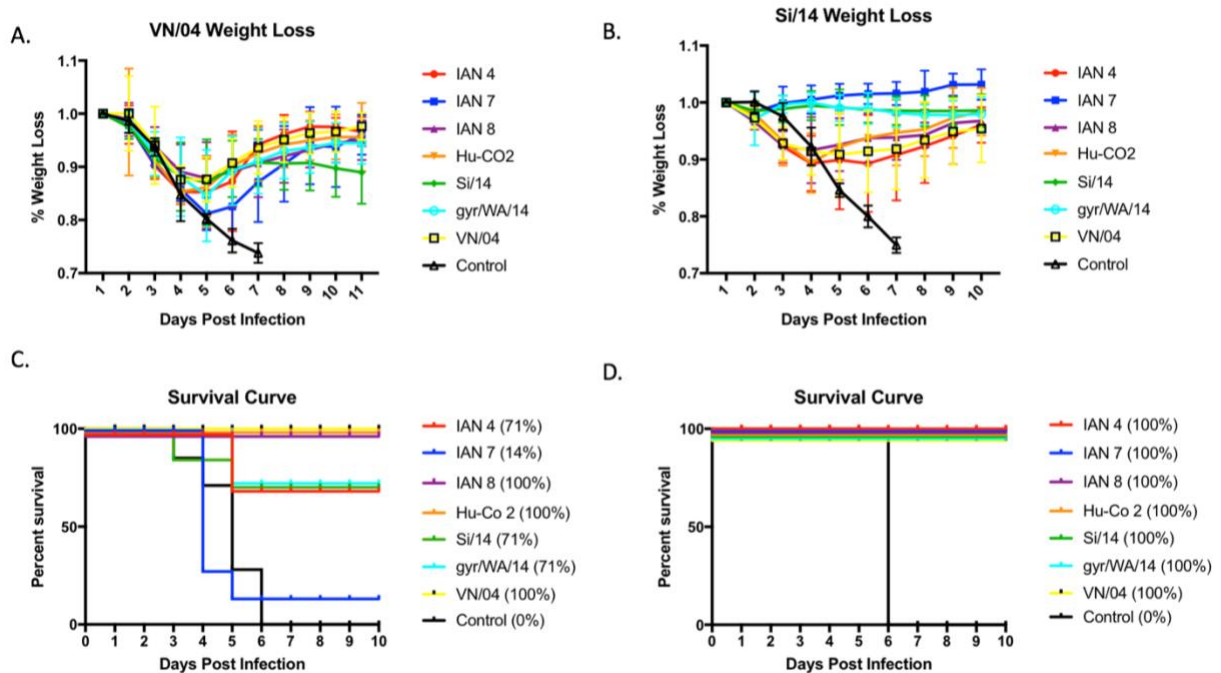 A.
VN/04 Weight Loss
1.1
1.0
0.9
0.8
0.7
% Weight Loss
1 2 3 4 5 6 7 8 9 10 11
Days Post Infection
IAN 4
IAN 7
IAN 8
Hu-CO2
Si/14
gyr/WA/14
VN/04
Control
B.
Si/14 Weight Loss
1.1
1.0
0.9
0.8
0.7
% Weight Loss
1 2 3 4 5 6 7 8 9 10
Days Post Infection
IAN 4
IAN 7
IAN 8
Hu-CO2
Si/14
gyr/WA/14
VN/04
Control
C.
Survival Curve
100
50
0
Percent survival
0 1 2 3 4 5 6 7 8 9 10
Days Post Infection
IAN 4 (71%)
IAN 7 (14%)
IAN 8 (100%)
Hu-Co 2 (100%)
Si/14 (71%)
gyr/WA/14 (71%)
VN/04 (100%)
Control (0%)
D.
Survival Curve
100
50
0
Percent survival
0 1 2 3 4 5 6 7 8 9 10
Days Post Infection
IAN 4 (100%)
IAN 7 (100%)
IAN 8 (100%)
Hu-Co 2 (100%)
Si/14 (100%)
gyr/WA/14 (100%)
VN/04 (100%)
Control (0%)